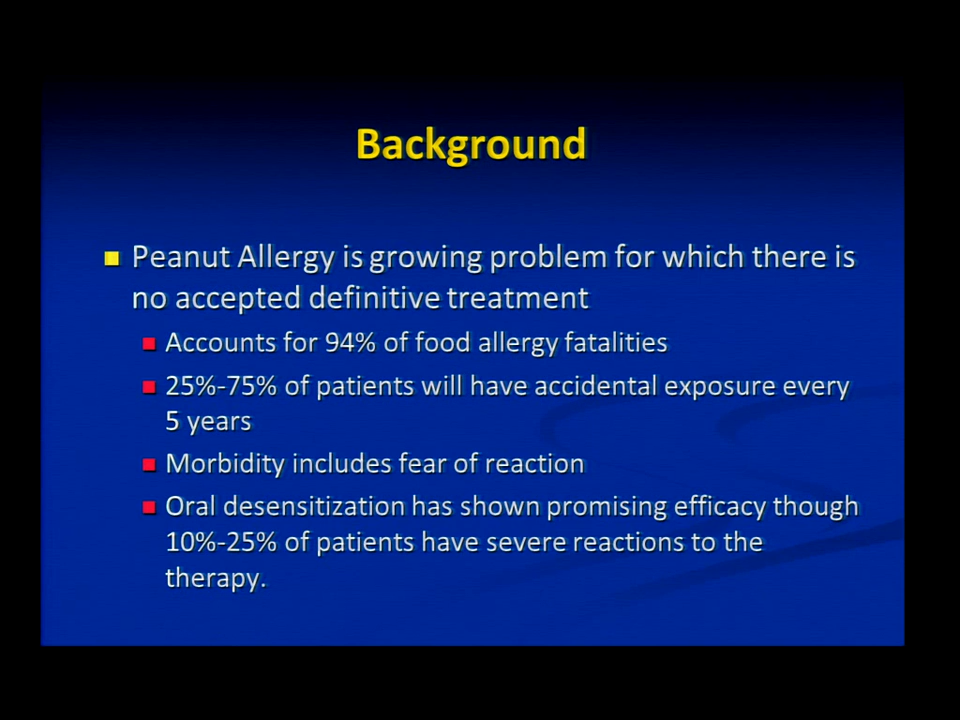 Background
Peanut Allergy is growing problem for which there is
no accepted definitive treatment
Accounts for 94% of food allergy fatalities
25%-75% of patients will have accidental exposure every
5 years
Morbidity includes fear of reaction
Oral desensitization has shown promising efficacy though
10%-25% of patients have severe reactions to the
therapy.